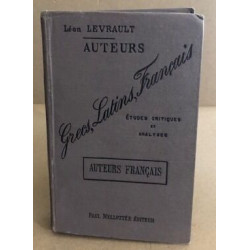 Léon LEVRAULT
AUTEURS
Grecs, Latins, Français
ÉTUDES CRITIQUES
ET
ANALYSES
AUTEURS FRANÇAIS
PAUL MELLOTTÉE ÉDITEUR